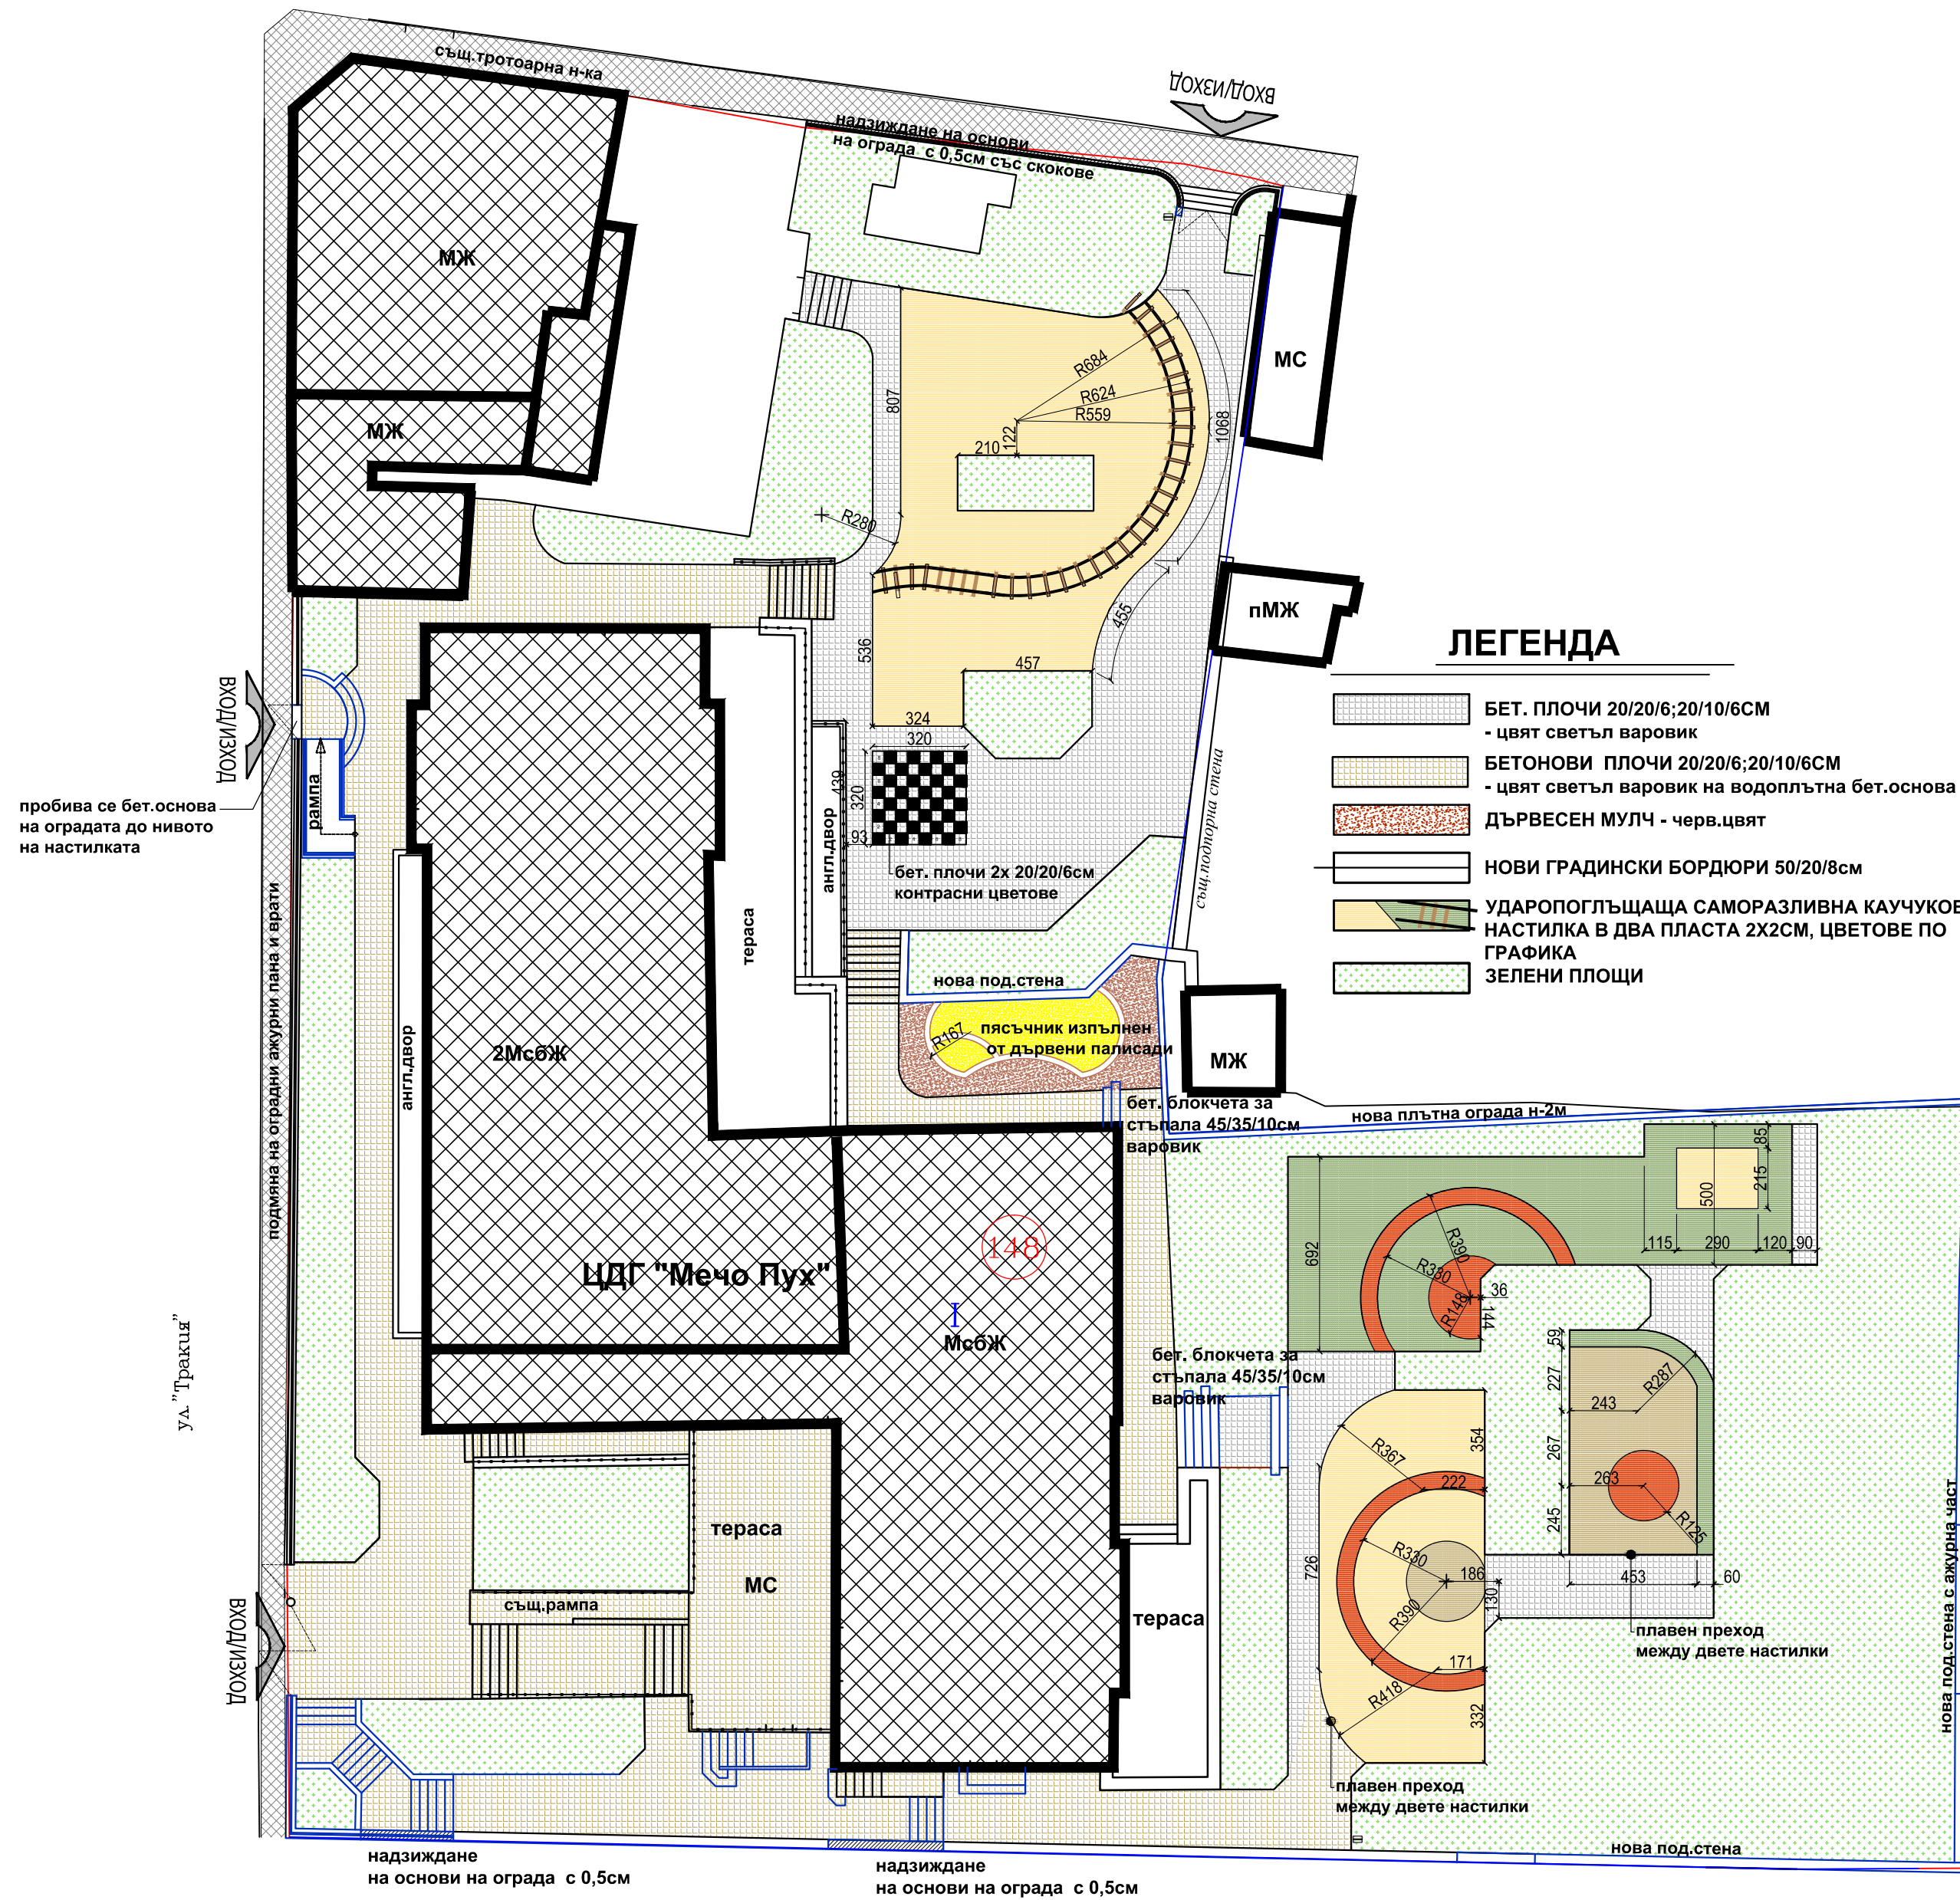 същ.тротоарна н-ка
ВХОД/ИЗХОД
надзиждане на основи
на ограда с 0,5см със скокове
МЖ
МС
R684
R624
R559
807
1068
122
210
МЖ
R280
пМЖ
455
536
457
324
320
439
320
93
англ.двор
бет. плочи 2х 20/20/6см
контрасни цветове
същ.подпорна стена
ЛЕГЕНДА
БЕТ. ПЛОЧИ 20/20/6;20/10/6СМ
- цвят светъл варовик
БЕТОНОВИ ПЛОЧИ 20/20/6;20/10/6СМ
- цвят светъл варовик на водоплътна бет.основа
ДЪРВЕСЕН МУЛЧ - черв.цвят
НОВИ ГРАДИНСКИ БОРДЮРИ 50/20/8см
УДАРОПОГЛЪЩАЩА САМОРАЗЛИВНА КАУЧУКОВ
НАСТИЛКА В ДВА ПЛАСТА 2Х2СМ, ЦВЕТОВЕ ПО
ГРАФИКА
ЗЕЛЕНИ ПЛОЩИ
ВХОД/ИЗХОД
рампа
пробива се бет.основа
на оградата до нивото
на настилката
подмяна на оградни ажурни пана и врати
англ.двор
тераса
2МсбЖ
нова под.стена
R167
пясъчник изпълнен
от дървени палисади
МЖ
бет. блокчета за
стъпала 45/35/10см
варовик
нова плътна ограда н-2м
148
ЦДГ "Мечо Пух"
I
МсбЖ
ул."Тракия"
бет. блокчета за
стъпала 45/35/10см
варовик
692
R390
R330
R148
36
144
500
85
215
115
290
120
90
59
227
243
R287
267
263
245
R125
453
60
354
R367
222
726
R330
186
130
R390
171
R418
332
плавен преход
между двете настилки
плавен преход
между двете настилки
тераса
МС
същ.рампа
тераса
ВХОД/ИЗХОД
нова под.стена с ажурна част
нова под.стена
надзиждане
на основи на ограда с 0,5см
надзиждане
на основи на ограда с 0,5см